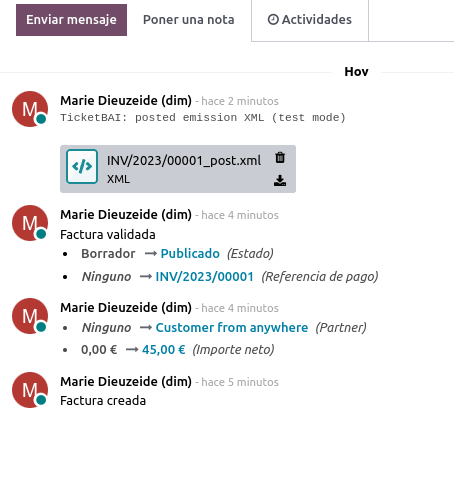 Enviar mensaje Poner una nota Actividades
Hoy
M
Marie Dieuzeide (dim) - hace 2 minutos
TicketBAI: posted emission XML (test mode)
</> INV/2023/00001_post.xml
XML
M
Marie Dieuzeide (dim) - hace 4 minutos
Factura validada
• Borrador → Publicado (Estado)
• Ninguno → INV/2023/00001 (Referencia de pago)
M
Marie Dieuzeide (dim) - hace 4 minutos
• Ninguno → Customer from anywhere (Partner)
• 0,00 € → 45,00 € (Importe neto)
M
Marie Dieuzeide (dim) - hace 5 minutos
Factura creada